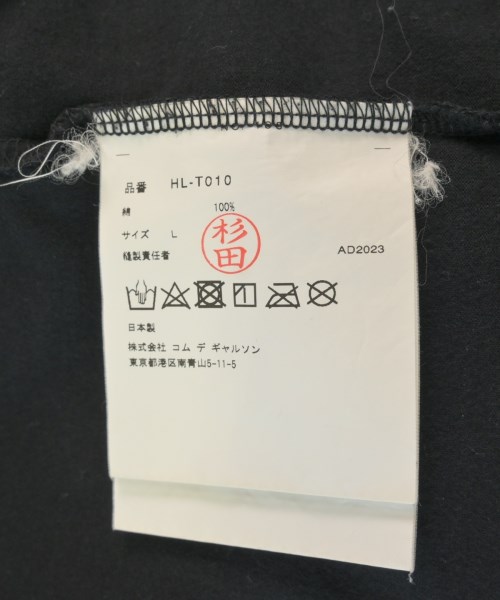 品番 HL-T010
綿 100%
サイズ L
杉田
縫製責任者 AD2023
日本製
株式会社 コム デ ギャルソン
東京都港区南青山5-11-5